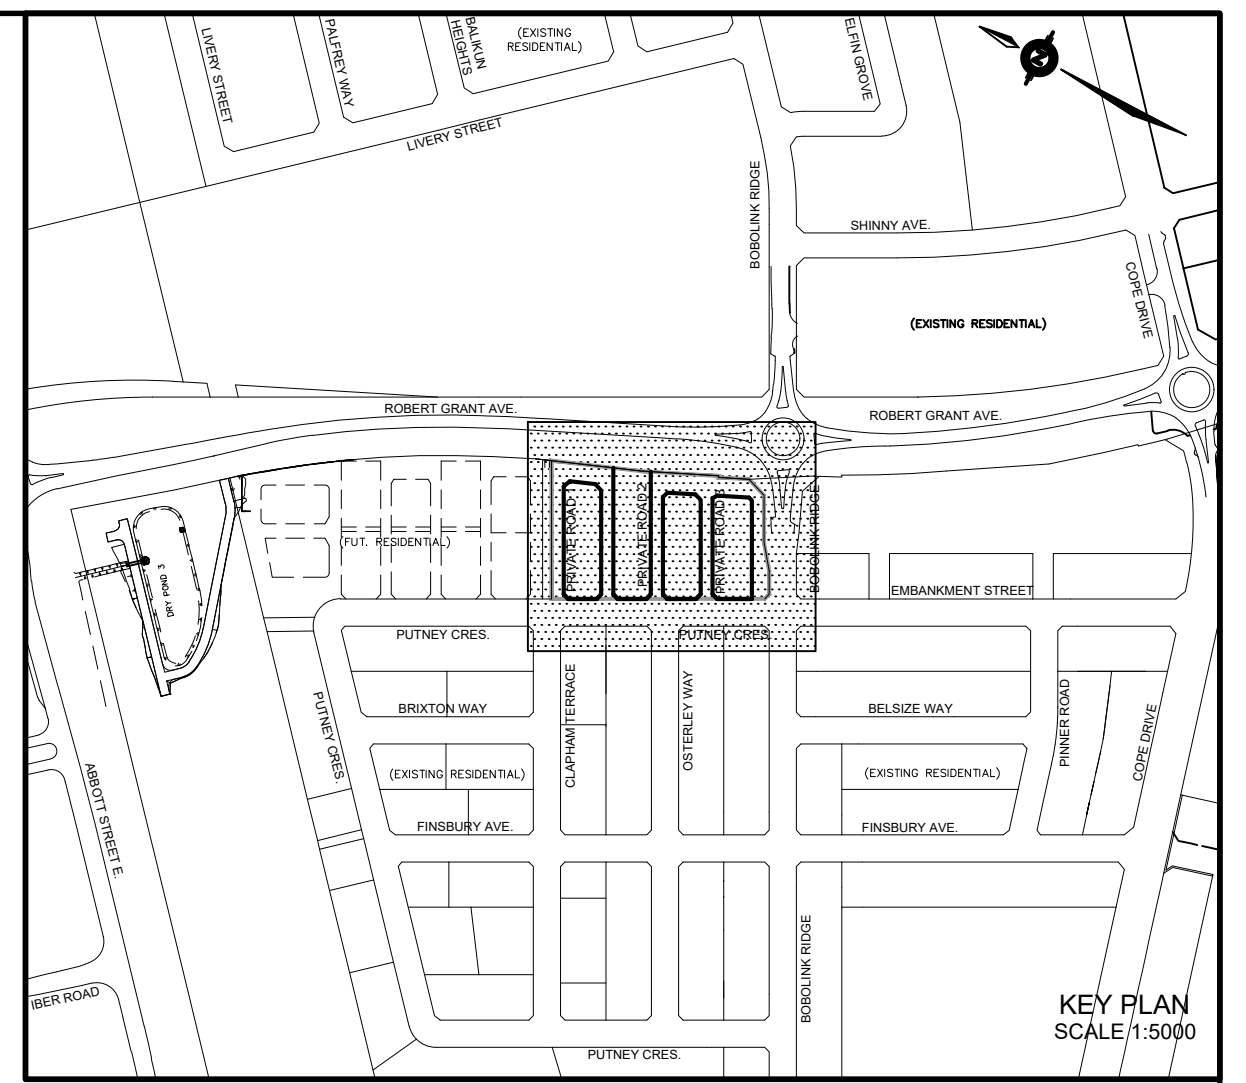 LIVERY STREET
PALFREY WAY
BALIKUN
HEIGHTS
(EXISTING
RESIDENTIAL)
ELFIN GROVE
N
LIVERY STREET
BOBOLINK RIDGE
SHINNY AVE.
COPE DRIVE
(EXISTING RESIDENTIAL)
ROBERT GRANT AVE.
ROBERT GRANT AVE.
PRIVATE ROAD 1
PRIVATE ROAD 2
PRIVATE ROAD 3
BOBOLINK RIDGE
(FUT. RESIDENTIAL)
DRY POND 3
EMBANKMENT STREET
PUTNEY CRES.
PUTNEY CRES.
PUTNEY CRES.
BRIXTON WAY
CLAPHAM TERRACE
OSTERLEY WAY
BELSIZE WAY
PINNER ROAD
COPE DRIVE
ABBOTT STREET E.
(EXISTING RESIDENTIAL)
(EXISTING RESIDENTIAL)
FINSBURY AVE.
FINSBURY AVE.
BOBOLINK RIDGE
IBER ROAD
PUTNEY CRES.
KEY PLAN
SCALE 1:5000